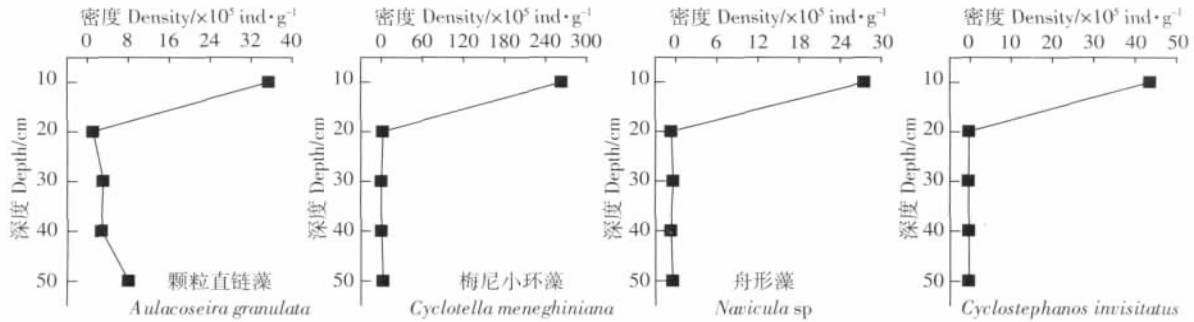 密度 Density/×10⁵ ind·g⁻¹
0 8 16 24 32 40
深度 Depth/cm
10
20
30
40
50
颗粒直链藻
Aulacoseira granulata
密度 Density/×10⁵ ind·g⁻¹
0 60 120 180 240 300
深度 Depth/cm
10
20
30
40
50
梅尼小环藻
Cyclotella meneghiniana
密度 Density/×10⁵ ind·g⁻¹
0 6 12 18 24 30
深度 Depth/cm
10
20
30
40
50
舟形藻
Navicula sp
密度 Density/×10⁵ ind·g⁻¹
0 10 20 30 40 50
深度 Depth/cm
10
20
30
40
50
Cyclostephanos invisitatus